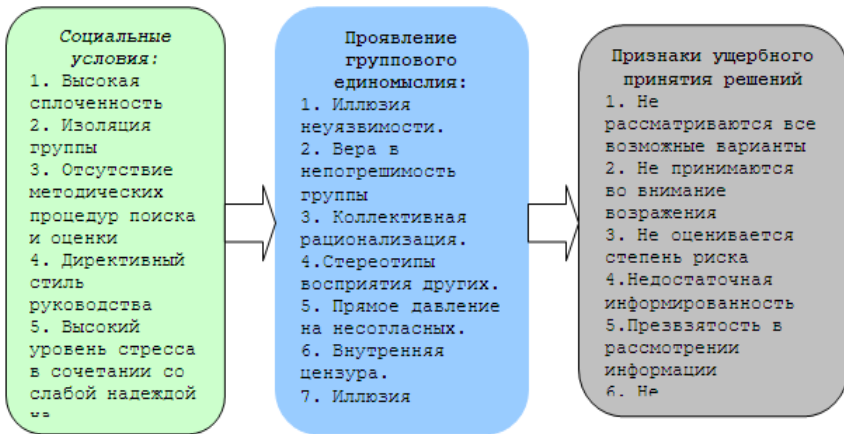 Социальные
условия:
1. Высокая
сплоченность
2. Изоляция
группы
3. Отсутствие
методических
процедур поиска
и оценки
4. Директивный
стиль
руководства
5. Высокий
уровень стресса
в сочетании со
слабой надеждой
на
Проявление
группового
единомыслия:
1. Иллюзия
неуязвимости.
2. Вера в
непогрешимость
группы
3. Коллективная
рационализация.
4.Стереотипы
восприятия других.
5. Прямое давление
на несогласных.
6. Внутренняя
цензура.
7. Иллюзия
Признаки ущербного
принятия решений
1. Не
рассматриваются все
возможные варианты
2. Не принимаются
во внимание
возражения
3. Не оценивается
степень риска
4.Недостаточная
информированность
5.Презвзятость в
рассмотрении
информации
6. Не